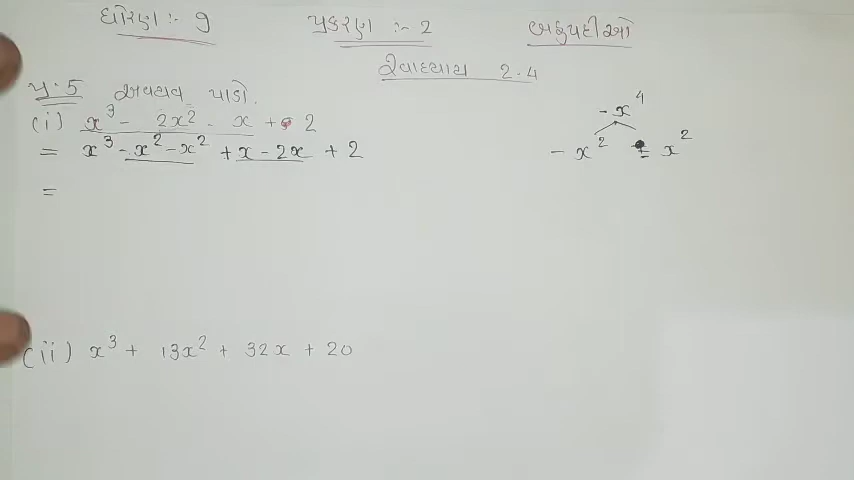 ધોરણ :- 9 પ્રકરણ :- 2 બહુપદીઓ
સ્વાધ્યાય 2.4
પ્ર.5 અવયવ પાડો.
(i) x³ - 2x² - x + 2
= x³ - x² - x² + x - 2x + 2
=
- x⁴
- x² ± x²
(ii) x³ + 13x² + 32x + 20